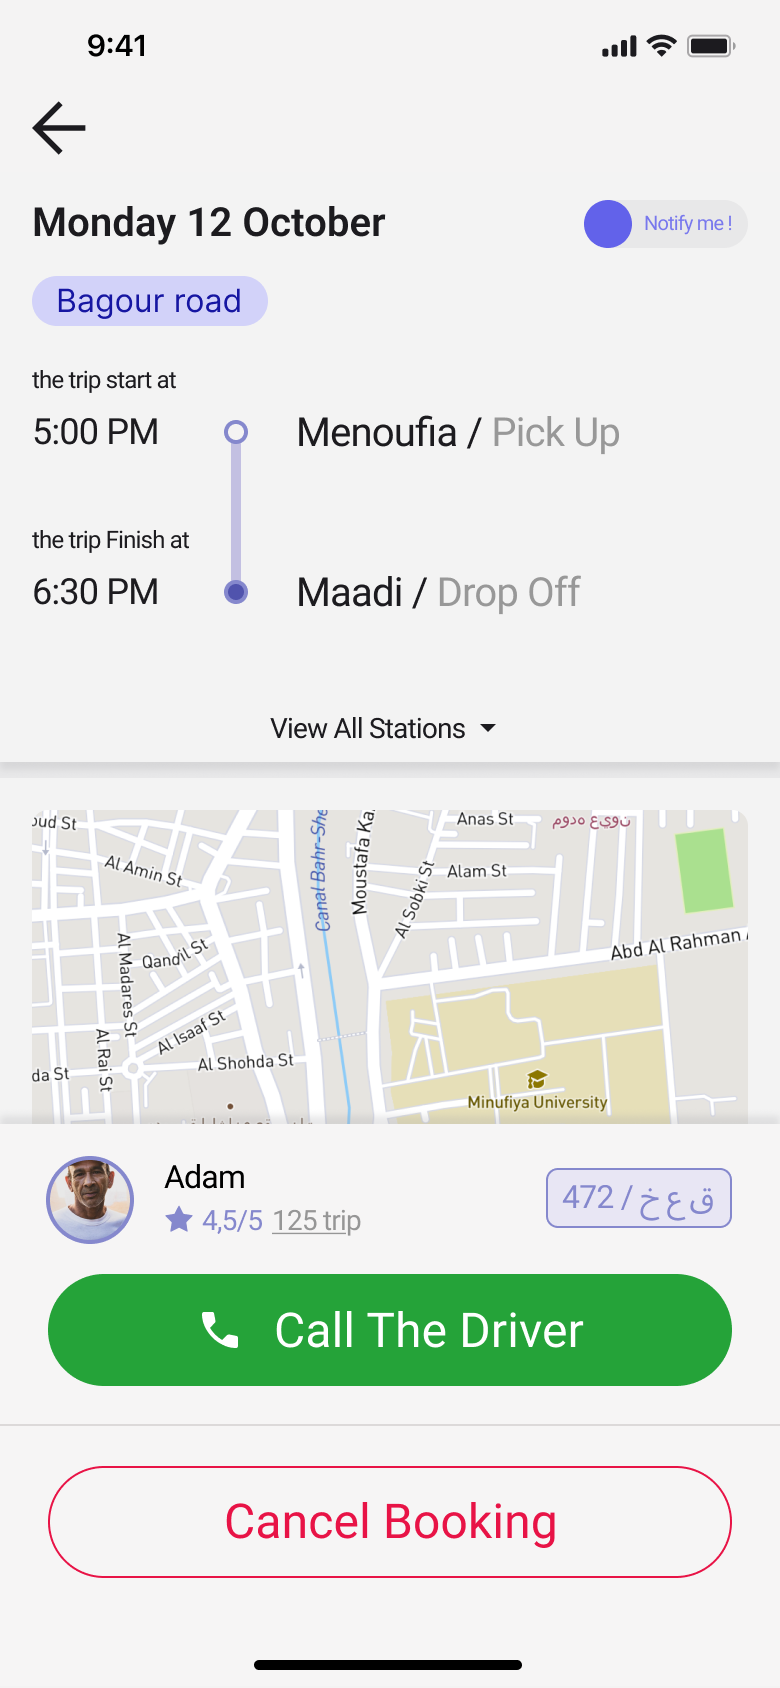 9:41
Monday 12 October
Notify me !
Bagour road
the trip start at
5:00 PM
Menoufia / Pick Up
the trip Finish at
6:30 PM
Maadi / Drop Off
View All Stations
oud St
Al Amin St
Canal Bahr-She
Moustafa Ka
Anas St
Alam St
Al Sobki St
Abd Al Rahman
Al Madares St
Qandil St
Al Isaaf St
Al Rai St
Al Shohda St
da St
Minufiya University
Adam
4,5/5 125 trip
472 / ق ع خ
Call The Driver
Cancel Booking